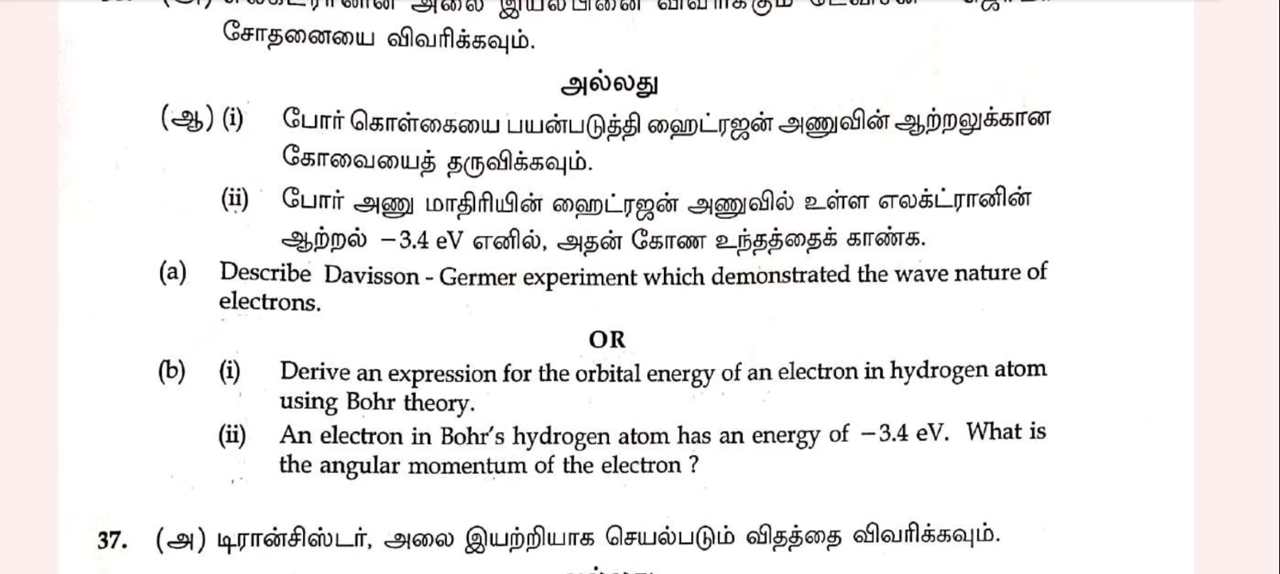 சோதனையை விவரிக்கவும்.
அல்லது
(ஆ) (i) போர் கொள்கையை பயன்படுத்தி ஹைட்ரஜன் அணுவின் ஆற்றலுக்கான
கோவையைத் தருவிக்கவும்.
(ii) போர் அணு மாதிரியின் ஹைட்ரஜன் அணுவில் உள்ள எலக்ட்ரானின்
ஆற்றல் −3.4 eV எனில், அதன் கோண உந்தத்தைக் காண்க.
(a) Describe Davisson - Germer experiment which demonstrated the wave nature of
electrons.
OR
(b) (i) Derive an expression for the orbital energy of an electron in hydrogen atom
using Bohr theory.
(ii) An electron in Bohr's hydrogen atom has an energy of −3.4 eV. What is
the angular momentum of the electron ?
37. (அ) டிரான்சிஸ்டர், அலை இயற்றியாக செயல்படும் விதத்தை விவரிக்கவும்.